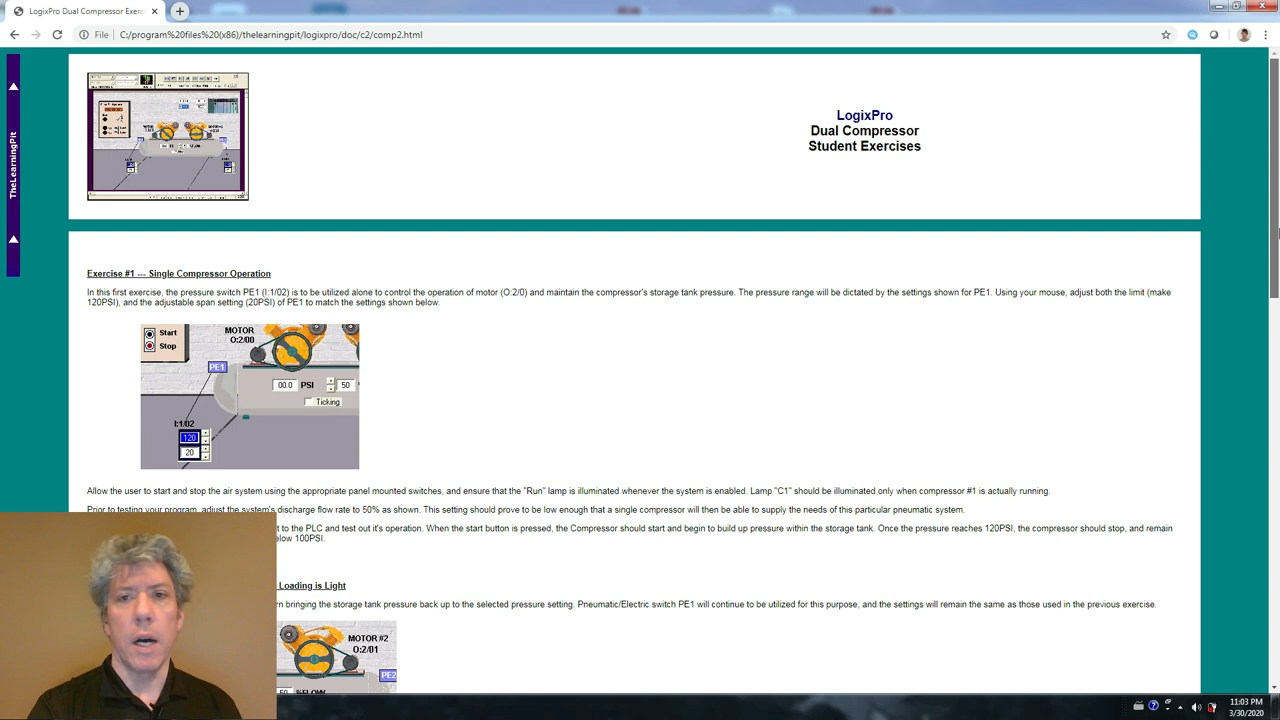 LogixPro Dual Compressor Exerc
File
C:/program%20files%20(x86)/thelearningpit/logixpro/doc/c2/comp2.html
TheLearningPit
LogixPro
Dual Compressor
Student Exercises
Exercise #1 --- Single Compressor Operation
In this first exercise, the pressure switch PE1 (I:1/02) is to be utilized alone to control the operation of motor (O:2/0) and maintain the compressor's storage tank pressure. The pressure range will be dictated by the settings shown for PE1. Using your mouse, adjust both the limit (make
120PSI), and the adjustable span setting (20PSI) of PE1 to match the settings shown below.
Start
Stop
MOTOR
O:2/00
PE1
00.0 PSI 50
Ticking
I:1/02
120
20
Allow the user to start and stop the air system using the appropriate panel mounted switches, and ensure that the "Run" lamp is illuminated whenever the system is enabled. Lamp "C1" should be illuminated only when compressor #1 is actually running.
Prior to testing your program, adjust the system's discharge flow rate to 50% as shown. This setting should prove to be low enough that a single compressor will then be able to supply the needs of this particular pneumatic system.
t to the PLC and test out it's operation. When the start button is pressed, the Compressor should start and begin to build up pressure within the storage tank. Once the pressure reaches 120PSI, the compressor should stop, and remain
elow 100PSI.
Loading is Light
rn bringing the storage tank pressure back up to the selected pressure setting. Pneumatic/Electric switch PE1 will continue to be utilized for this purpose, and the settings will remain the same as those used in the previous exercise.
MOTOR #2
O:2/01
PE2
50 %FLOW
11:03 PM
3/30/2020